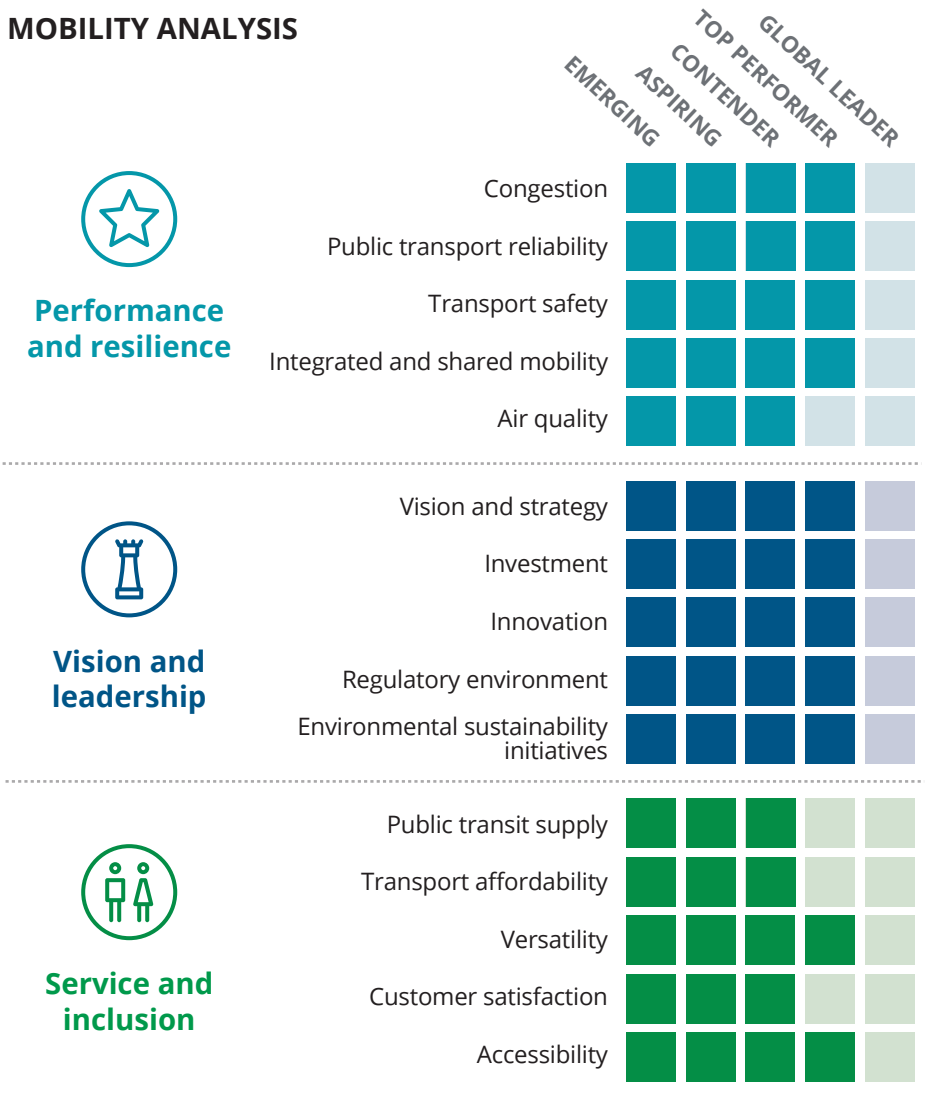 MOBILITY ANALYSIS
EMERGING
ASPIRING
CONTENDER
TOP PERFORMER
GLOBAL LEADER
Performance
and resilience
Congestion
Public transport reliability
Transport safety
Integrated and shared mobility
Air quality
Vision and
leadership
Vision and strategy
Investment
Innovation
Regulatory environment
Environmental sustainability
initiatives
Service and
inclusion
Public transit supply
Transport affordability
Versatility
Customer satisfaction
Accessibility